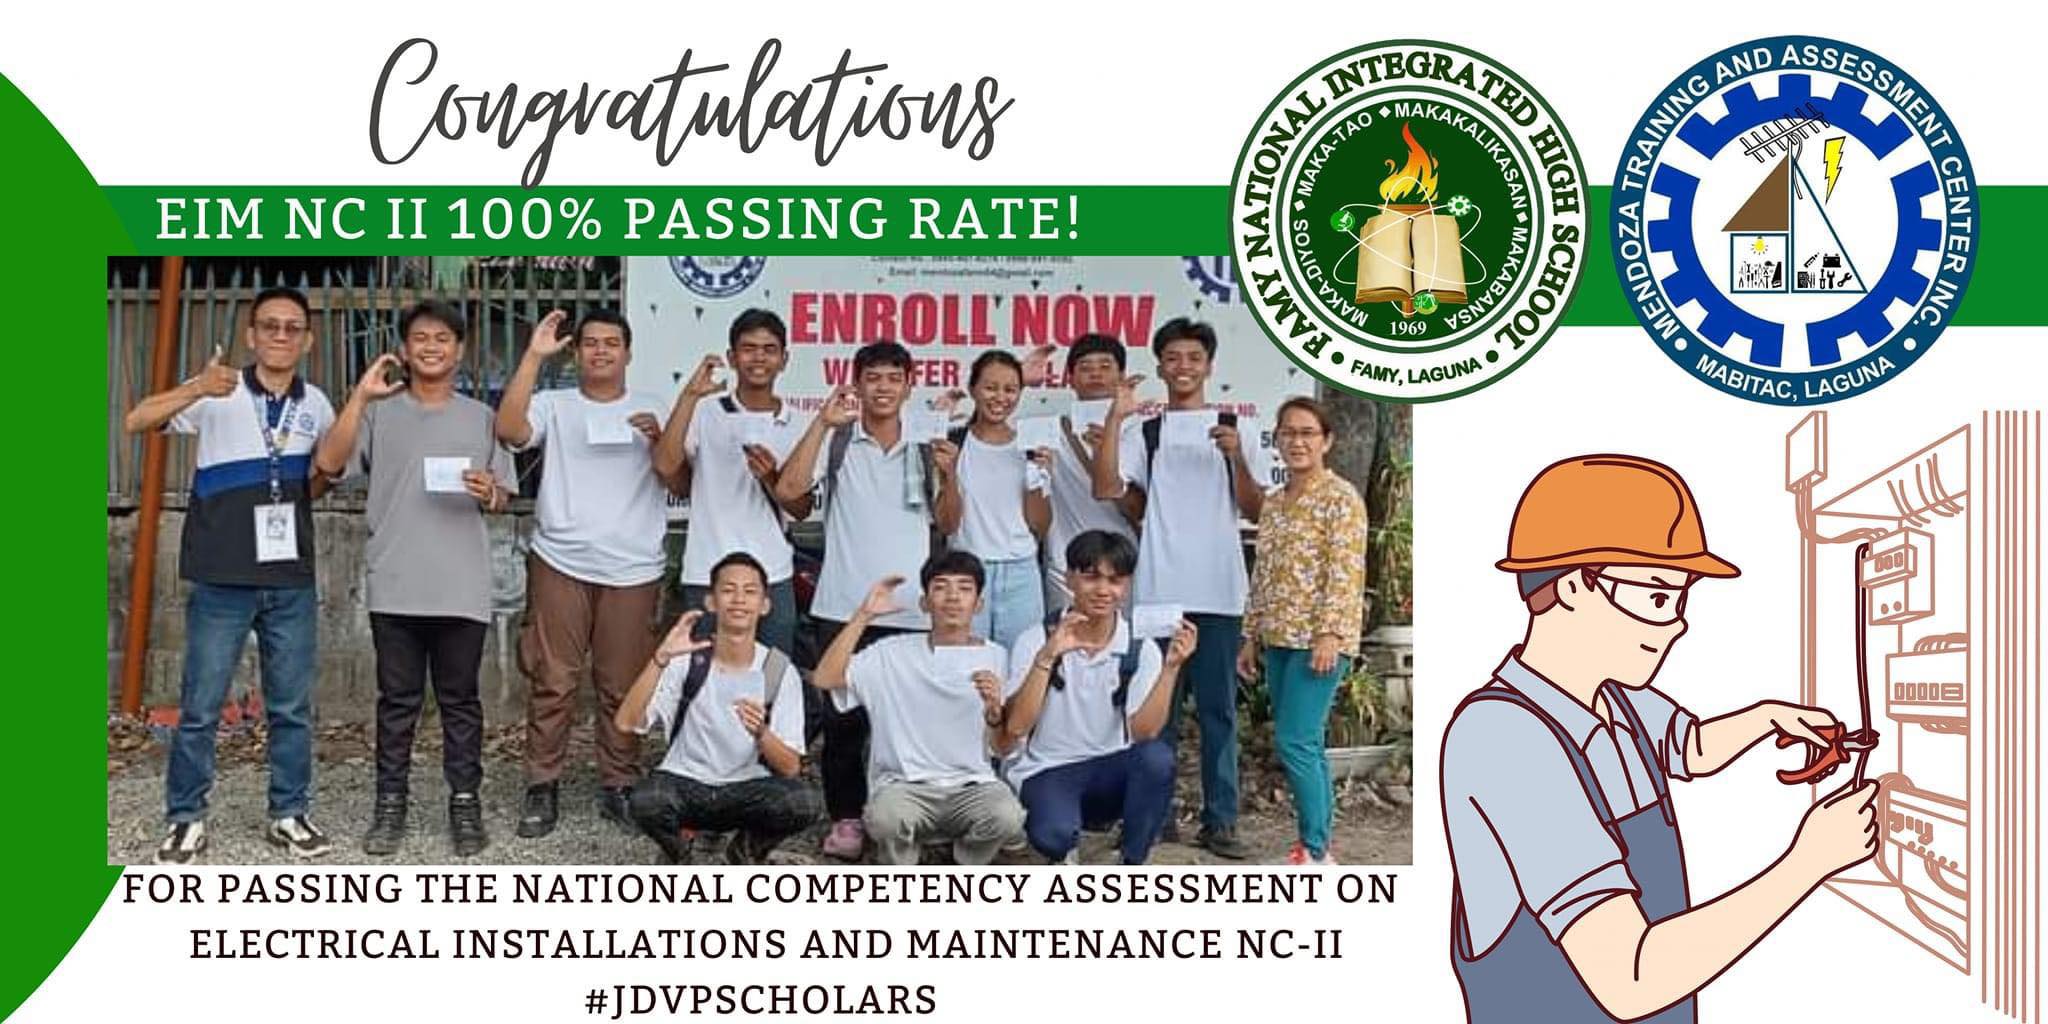 Congratulations
EIM NC II 100% PASSING RATE!
FAMY NATIONAL INTEGRATED HIGH SCHOOL
MAKA-DIYOS • MAKA-TAO • MAKAKALIKASAN • MAKABANSA
1969
• FAMY, LAGUNA •
MENDOZA TRAINING AND ASSESSMENT CENTER INC.
• MABITAC, LAGUNA •
ENROLL NOW
FOR PASSING THE NATIONAL COMPETENCY ASSESSMENT ON
ELECTRICAL INSTALLATIONS AND MAINTENANCE NC-II
#JDVPSCHOLARS